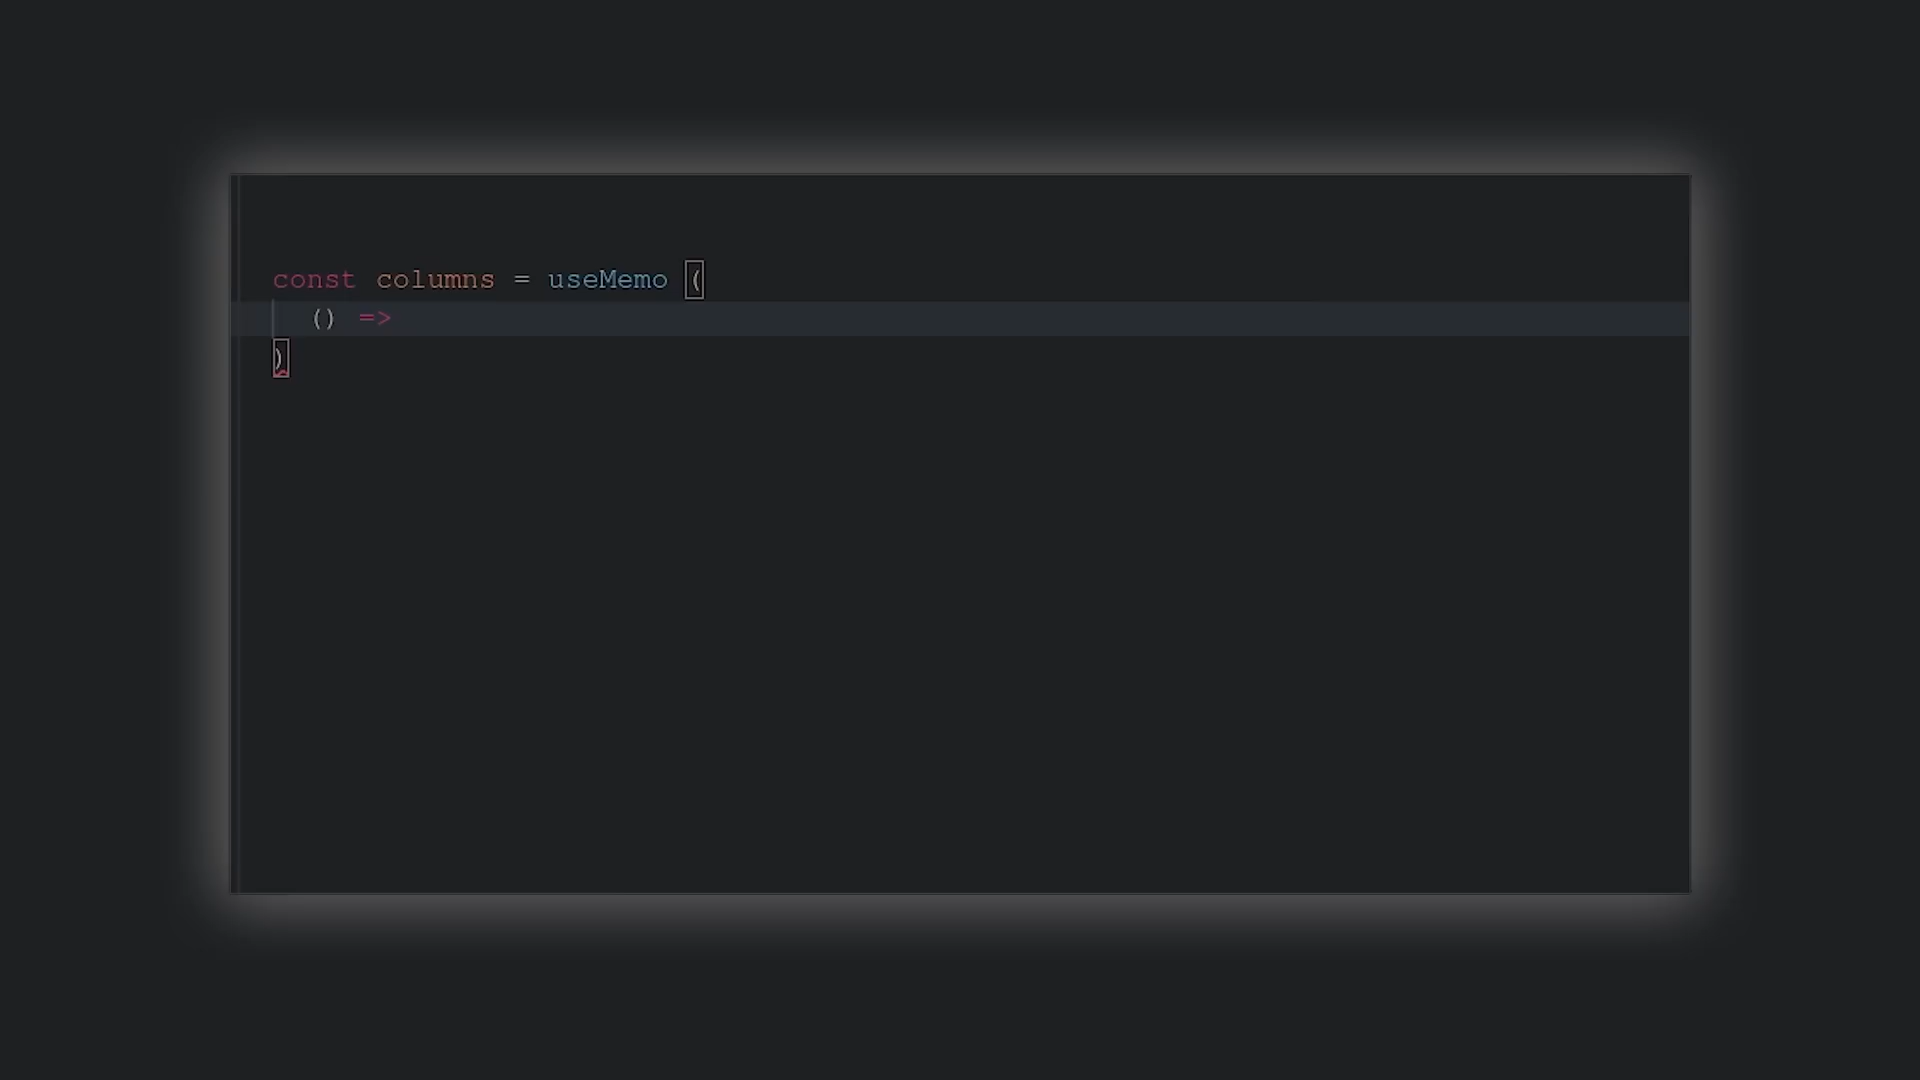 const columns = useMemo (
() =>
)